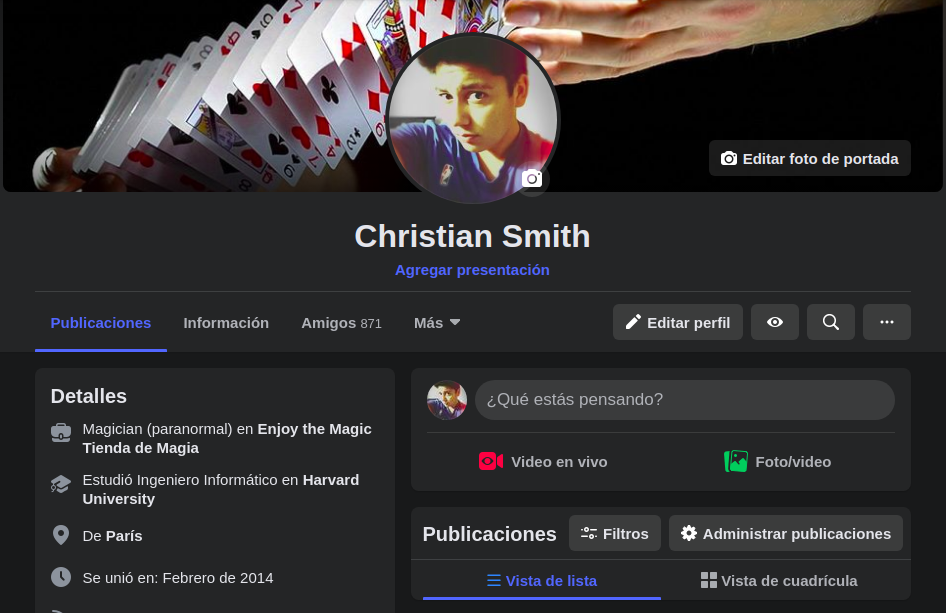 Editar foto de portada
Christian Smith
Agregar presentación
Publicaciones Información Amigos 871 Más Editar perfil
Detalles
Magician (paranormal) en Enjoy the Magic
Tienda de Magia
Estudió Ingeniero Informático en Harvard
University
De París
Se unió en: Febrero de 2014
¿Qué estás pensando?
Video en vivo Foto/video
Publicaciones Filtros Administrar publicaciones
Vista de lista Vista de cuadrícula